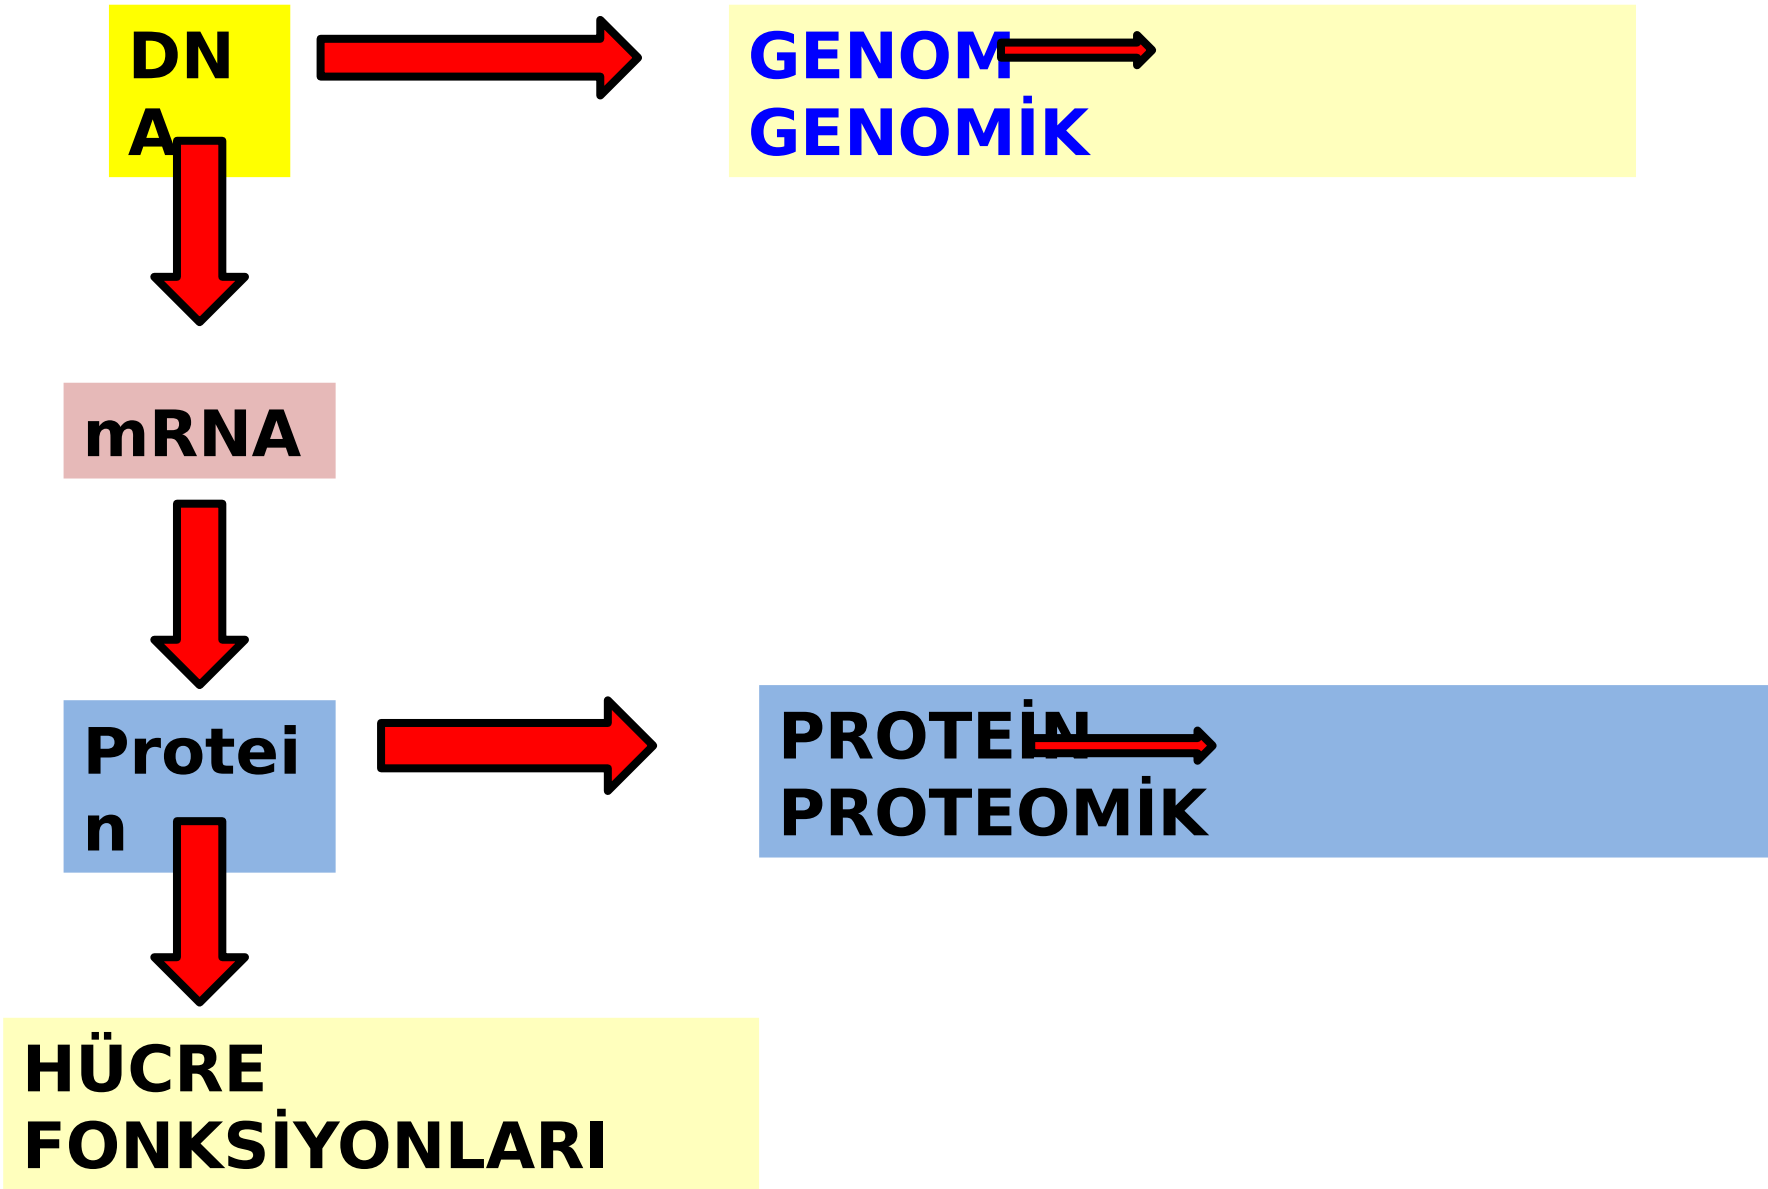 DN
A
GENOM
GENOMİK
mRNA
Protei
n
PROTEİN
PROTEOMİK
HÜCRE
FONKSİYONLARI